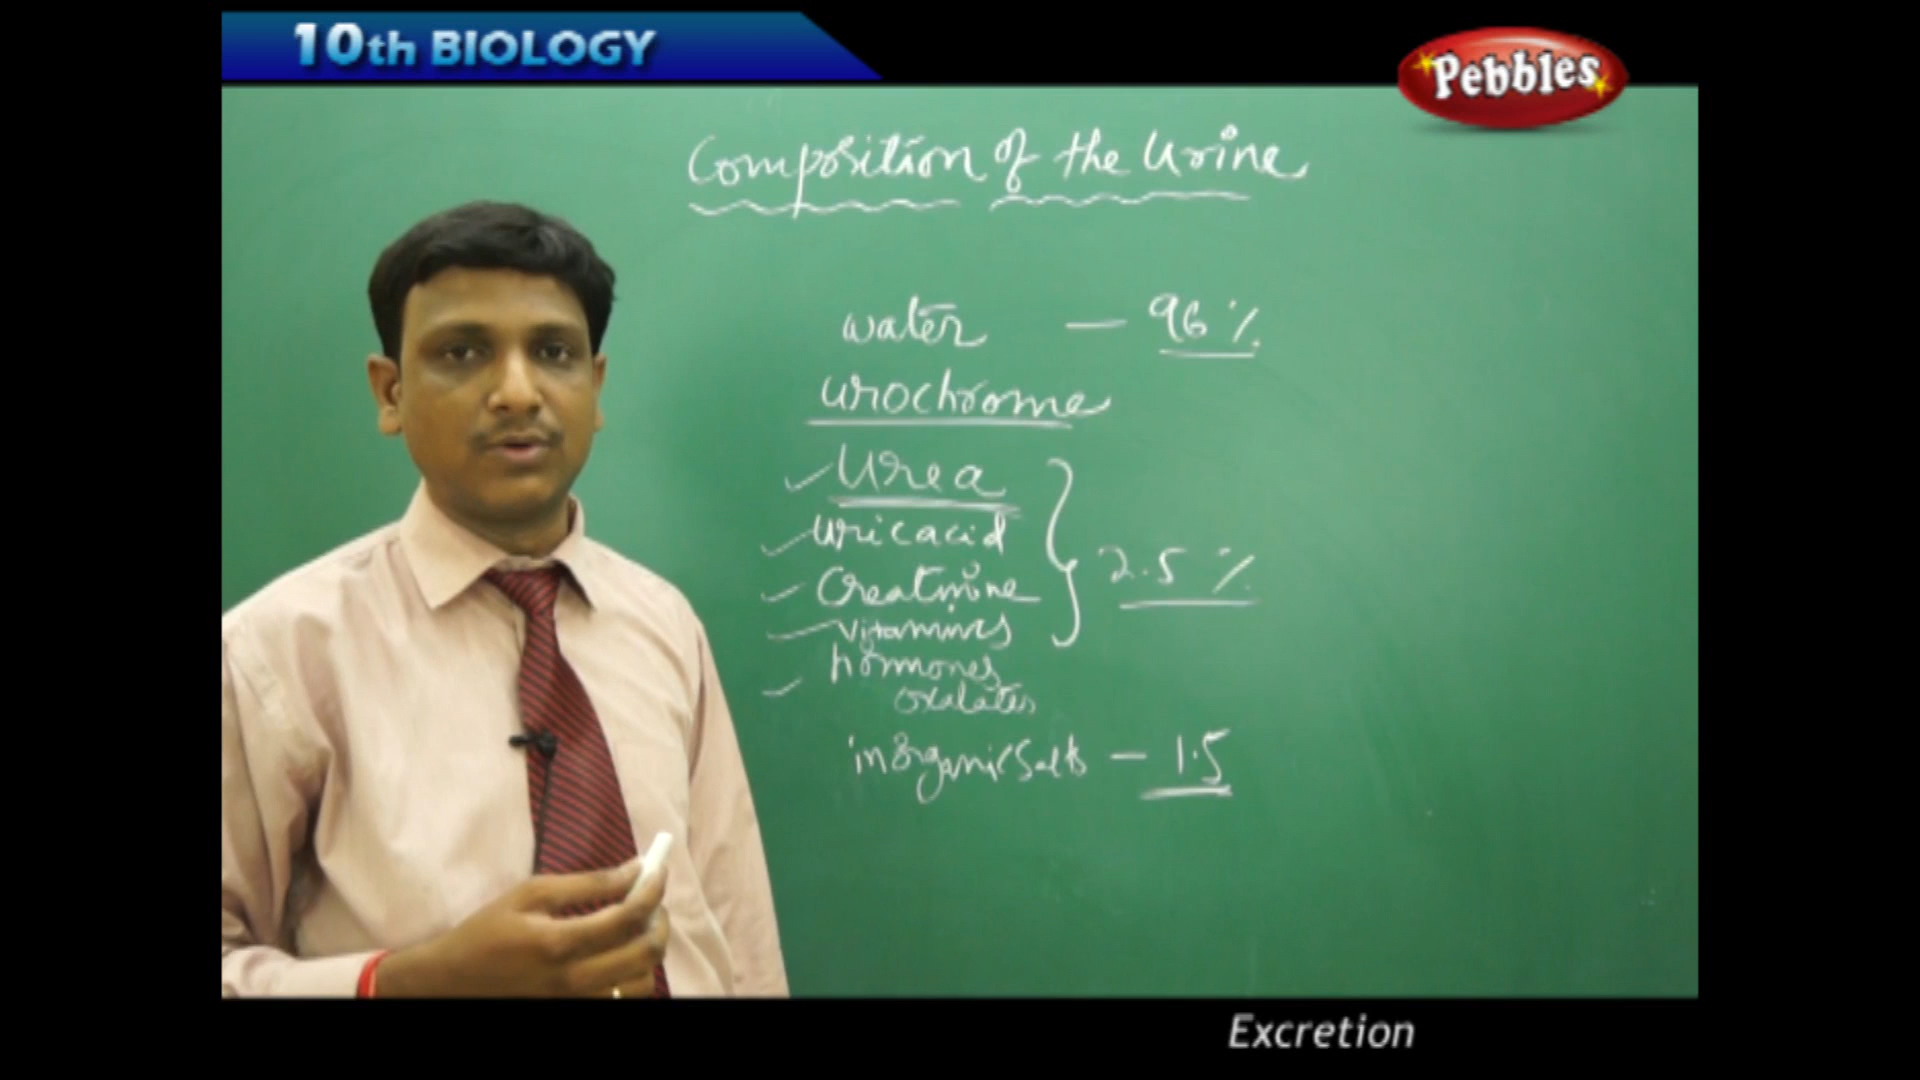 10th BIOLOGY
Pebbles
Composition of the Urine
water — 96 %
Urochrome
Urea
Uric acid
Creatinine
2.5 %
Vitamins
hormones
oxalates
inorganic Salts — 1.5
Excretion